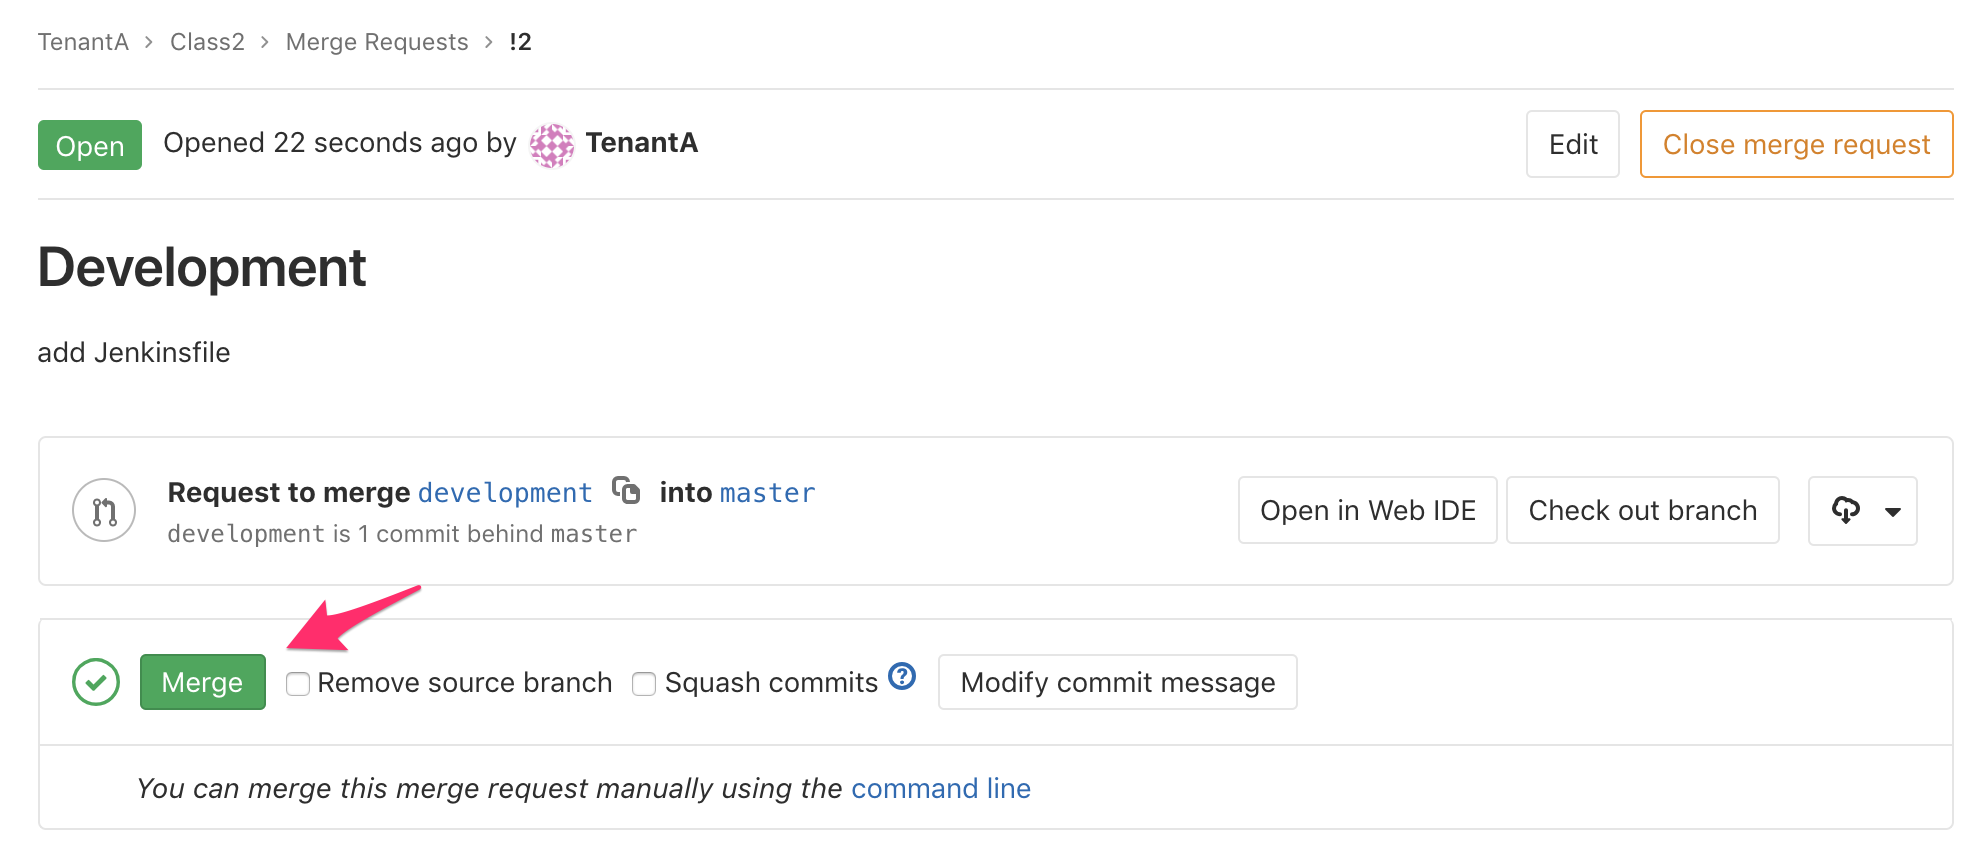 TenantA > Class2 > Merge Requests > !2
Open Opened 22 seconds ago by TenantA Edit Close merge request
Development
add Jenkinsfile
Request to merge development into master
development is 1 commit behind master
Open in Web IDE Check out branch
Merge Remove source branch Squash commits ? Modify commit message
You can merge this merge request manually using the command line